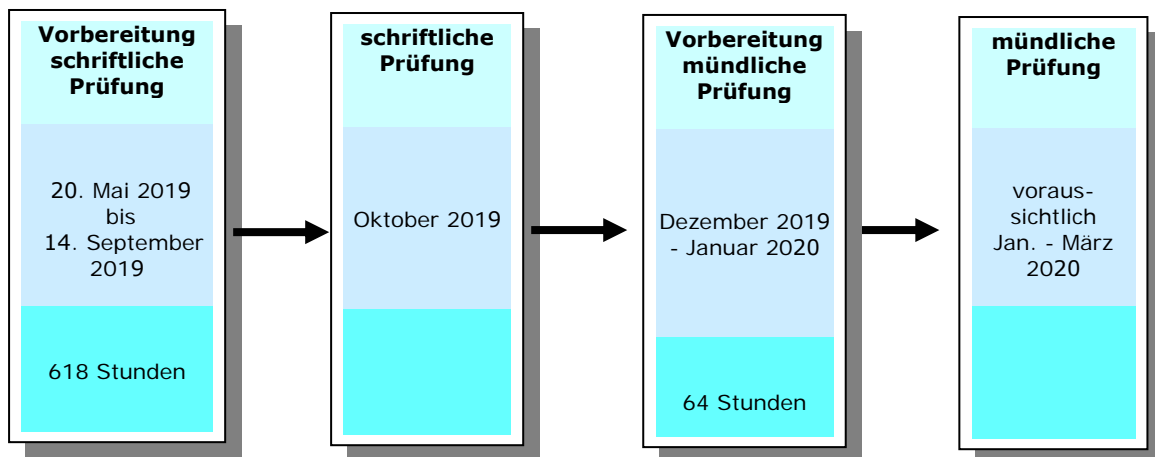 Vorbereitung
schriftliche
Prüfung
20. Mai 2019
bis
14. September
2019
618 Stunden
schriftliche
Prüfung
Oktober 2019
Vorbereitung
mündliche
Prüfung
Dezember 2019
- Januar 2020
64 Stunden
mündliche
Prüfung
voraus-
sichtlich
Jan. - März
2020